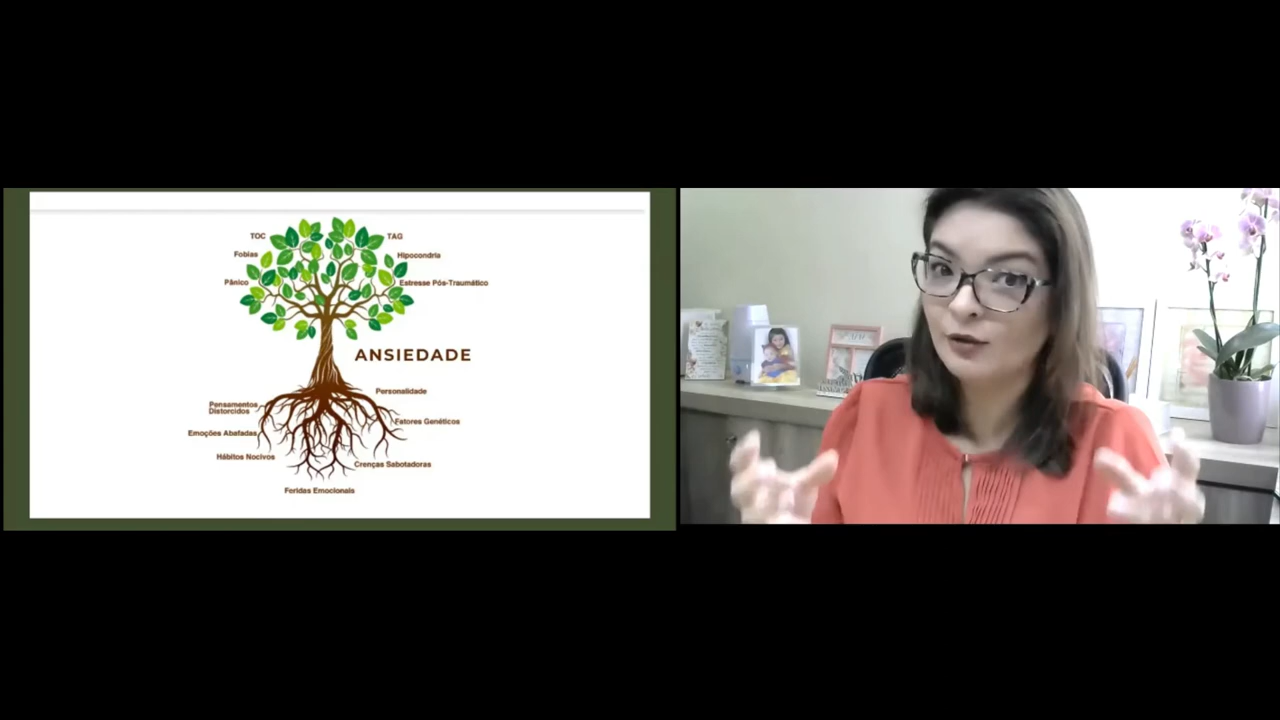 TOC
TAG
Fobias
Hipocondria
Pânico
Estresse Pós-Traumático
ANSIEDADE
Personalidade
Pensamentos
Distorcidos
Fatores Genéticos
Emoções Abafadas
Hábitos Nocivos
Crenças Sabotadoras
Feridas Emocionais